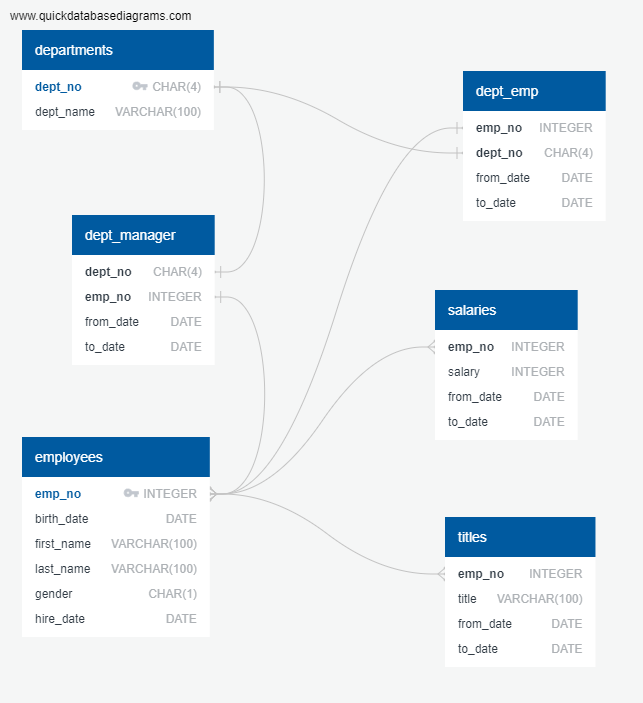 www.quickdatabasediagrams.com
departments
dept_no CHAR(4)
dept_name VARCHAR(100)
dept_emp
emp_no INTEGER
dept_no CHAR(4)
from_date DATE
to_date DATE
dept_manager
dept_no CHAR(4)
emp_no INTEGER
from_date DATE
to_date DATE
salaries
emp_no INTEGER
salary INTEGER
from_date DATE
to_date DATE
employees
emp_no INTEGER
birth_date DATE
first_name VARCHAR(100)
last_name VARCHAR(100)
gender CHAR(1)
hire_date DATE
titles
emp_no INTEGER
title VARCHAR(100)
from_date DATE
to_date DATE